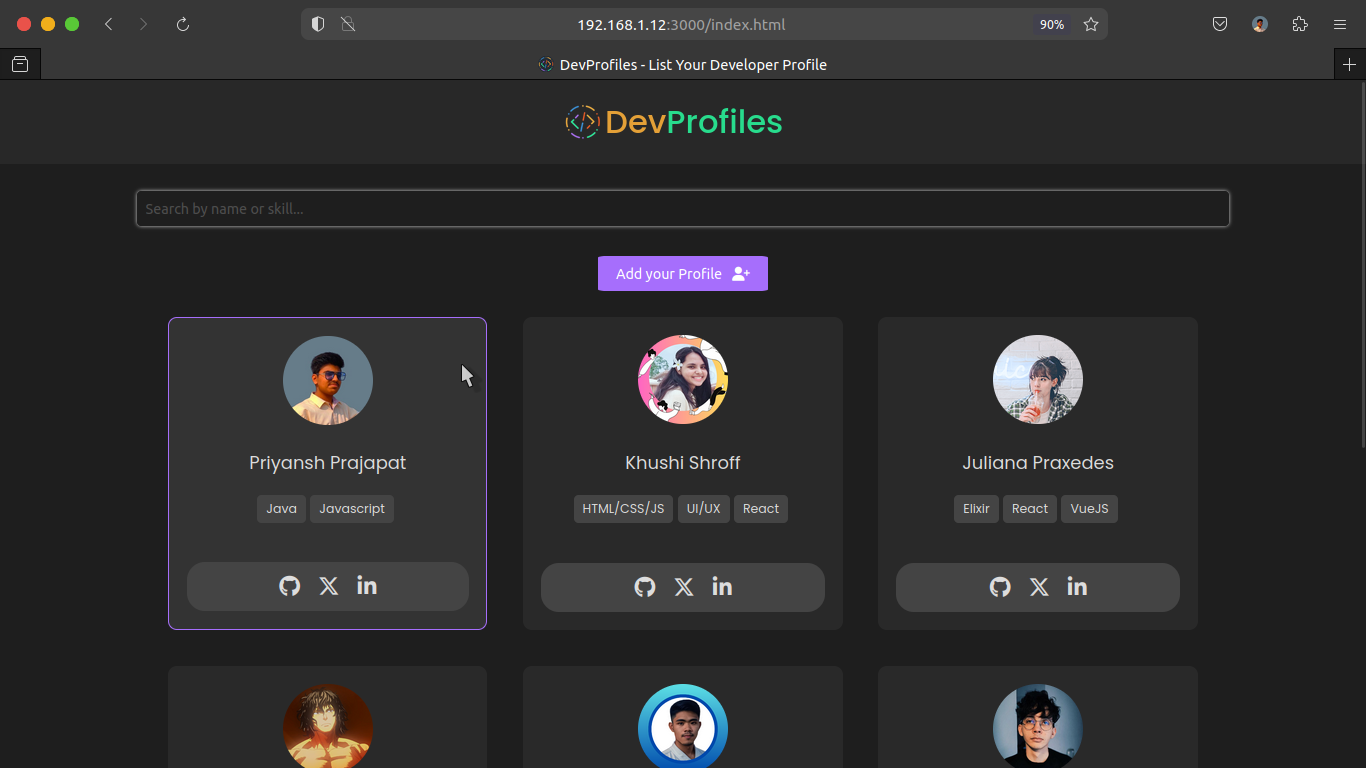 192.168.1.12:3000/index.html 90%
DevProfiles - List Your Developer Profile
DevProfiles
Search by name or skill...
Add your Profile
Priyansh Prajapat
Java Javascript
Khushi Shroff
HTML/CSS/JS UI/UX React
Juliana Praxedes
Elixir React VueJS